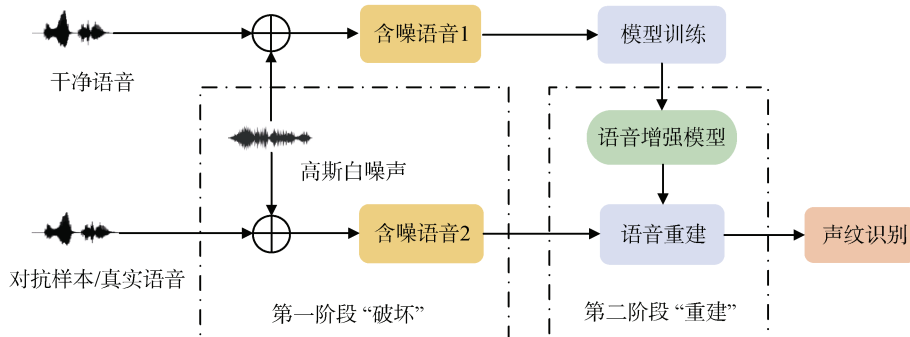 含噪语音1
模型训练
干净语音
语音增强模型
高斯白噪声
含噪语音2
语音重建
声纹识别
对抗样本/真实语音
第一阶段 “破坏”
第二阶段 “重建”